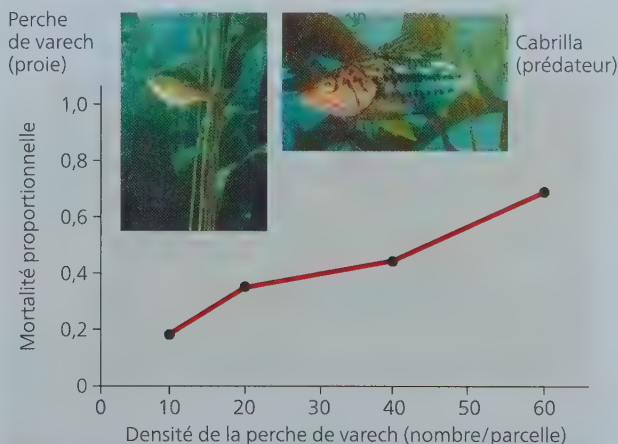 Perche
de varech
(proie)
Cabrilla
(prédateur)
Mortalité proportionnelle
1,0
0,8
0,6
0,4
0,2
0
0 10 20 30 40 50 60
Densité de la perche de varech (nombre/parcelle)